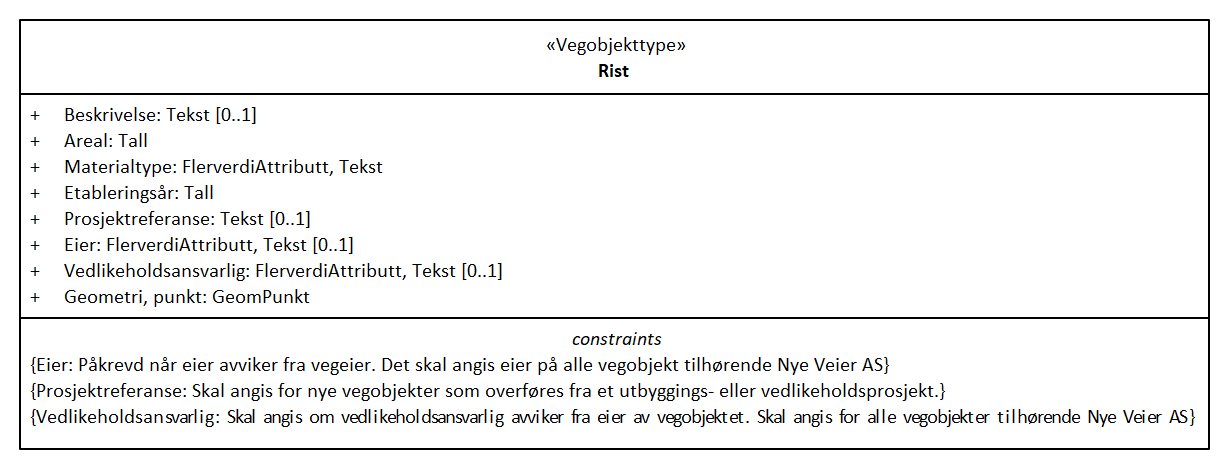 «Vegobjekttype»
Rist
+ Beskrivelse: Tekst [0..1]
+ Areal: Tall
+ Materialtype: FlerverdiAttributt, Tekst
+ Etableringsår: Tall
+ Prosjektreferanse: Tekst [0..1]
+ Eier: FlerverdiAttributt, Tekst [0..1]
+ Vedlikeholdsansvarlig: FlerverdiAttributt, Tekst [0..1]
+ Geometri, punkt: GeomPunkt
constraints
{Eier: Påkrevd når eier avviker fra vegeier. Det skal angis eier på alle vegobjekt tilhørende Nye Veier AS}
{Prosjektreferanse: Skal angis for nye vegobjekter som overføres fra et utbyggings- eller vedlikeholdsprosjekt.}
{Vedlikeholdsansvarlig: Skal angis om vedlikeholdsansvarlig avviker fra eier av vegobjektet. Skal angis for alle vegobjekter tilhørende Nye Veier AS}